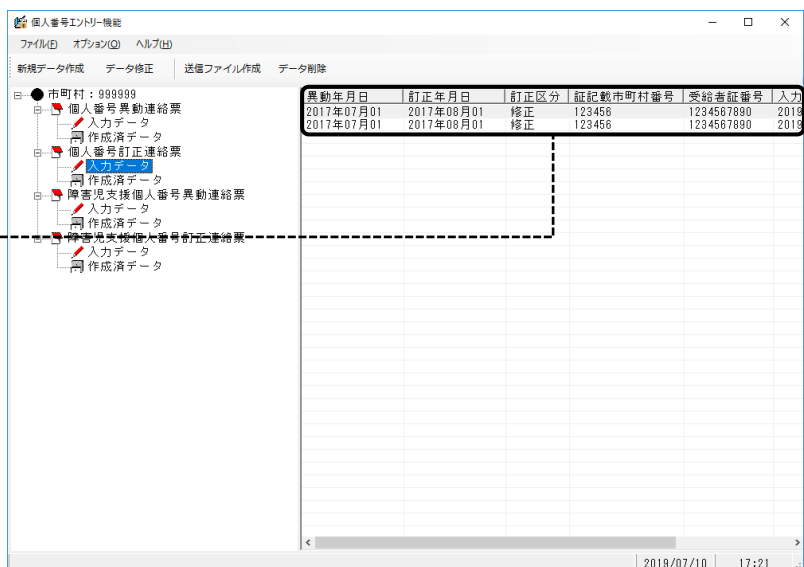 個人番号エントリー機能
ファイル(F) オプション(O) ヘルプ(H)
新規データ作成 データ修正 送信ファイル作成 データ削除
市町村：999999
個人番号異動連絡票
入力データ
作成済データ
個人番号訂正連絡票
入力データ
作成済データ
障害児支援個人番号異動連絡票
入力データ
作成済データ
障害児支援個人番号訂正連絡票
入力データ
作成済データ
異動年月日 訂正年月日 訂正区分 証記載市町村番号 受給者証番号 入力
2017年07月01 2017年08月01 修正 123456 1234567890 2019
2017年07月01 2017年08月01 修正 123456 1234567890 2019
2019/07/10 17:21